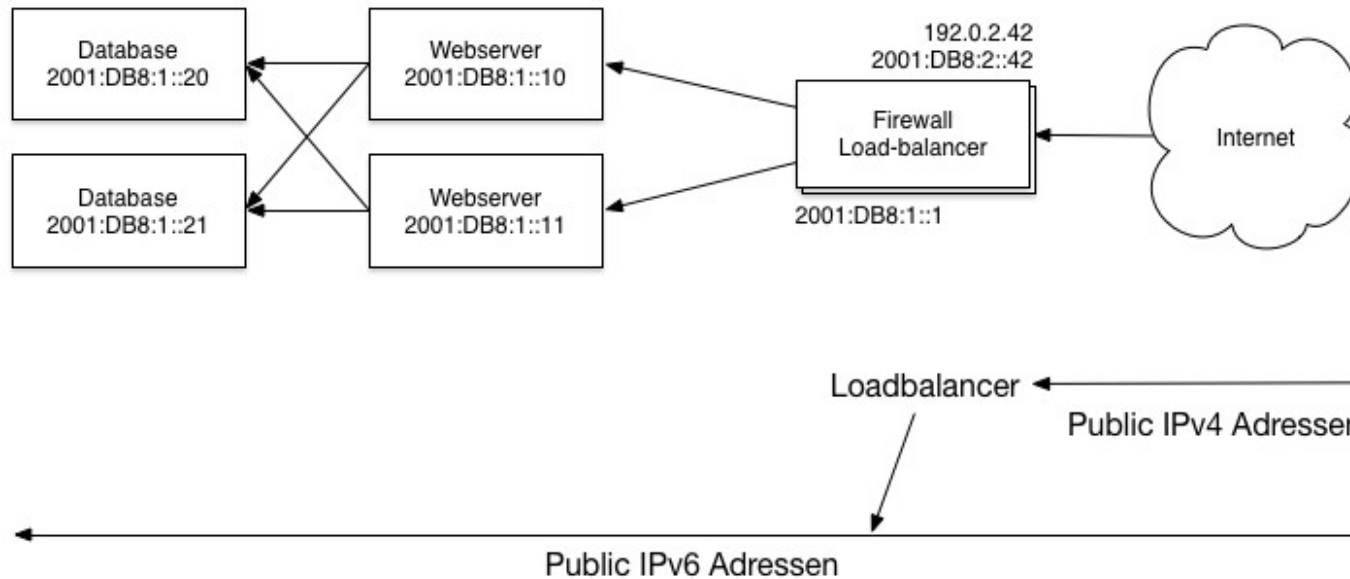 Database
2001:DB8:1::20
Webserver
2001:DB8:1::10
192.0.2.42
2001:DB8:2::42
Firewall
Load-balancer
Internet
Database
2001:DB8:1::21
Webserver
2001:DB8:1::11
2001:DB8:1::1
Loadbalancer
Public IPv4 Adressen
Public IPv6 Adressen